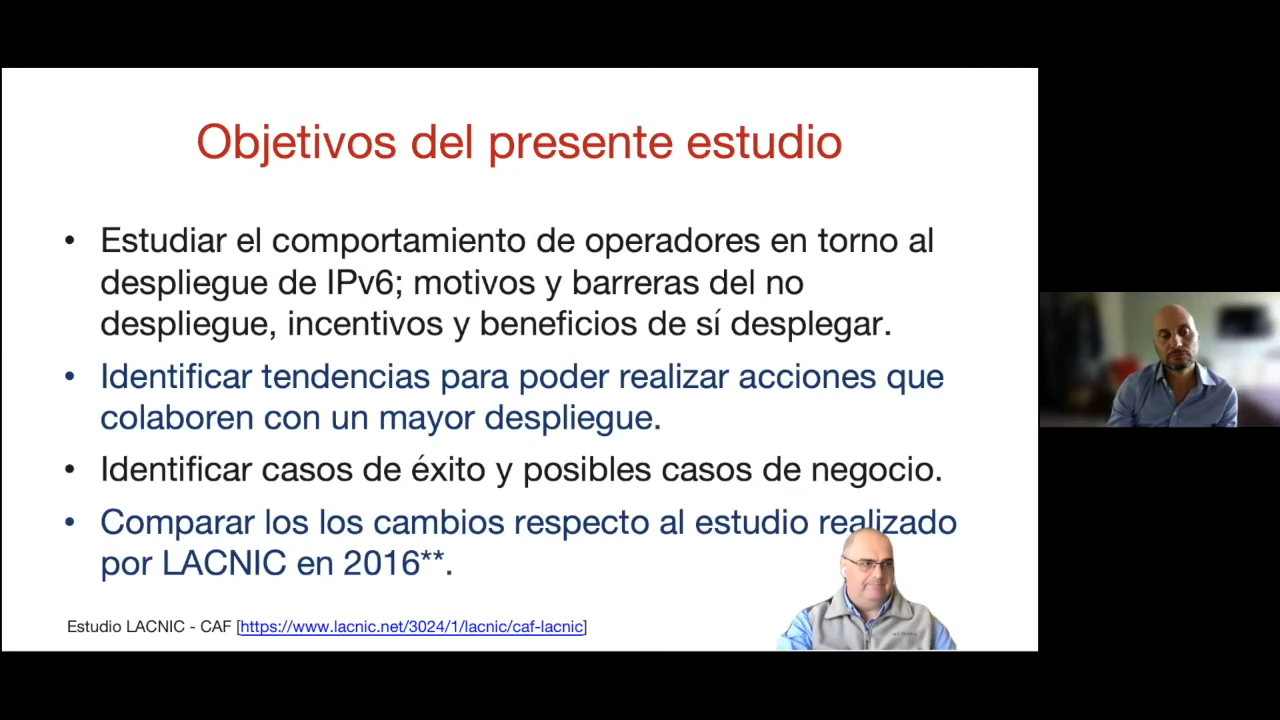 Objetivos del presente estudio
• Estudiar el comportamiento de operadores en torno al
despliegue de IPv6; motivos y barreras del no
despliegue, incentivos y beneficios de sí desplegar.
• Identificar tendencias para poder realizar acciones que
colaboren con un mayor despliegue.
• Identificar casos de éxito y posibles casos de negocio.
• Comparar los los cambios respecto al estudio realizado
por LACNIC en 2016**.
Estudio LACNIC - CAF [https://www.lacnic.net/3024/1/lacnic/caf-lacnic]